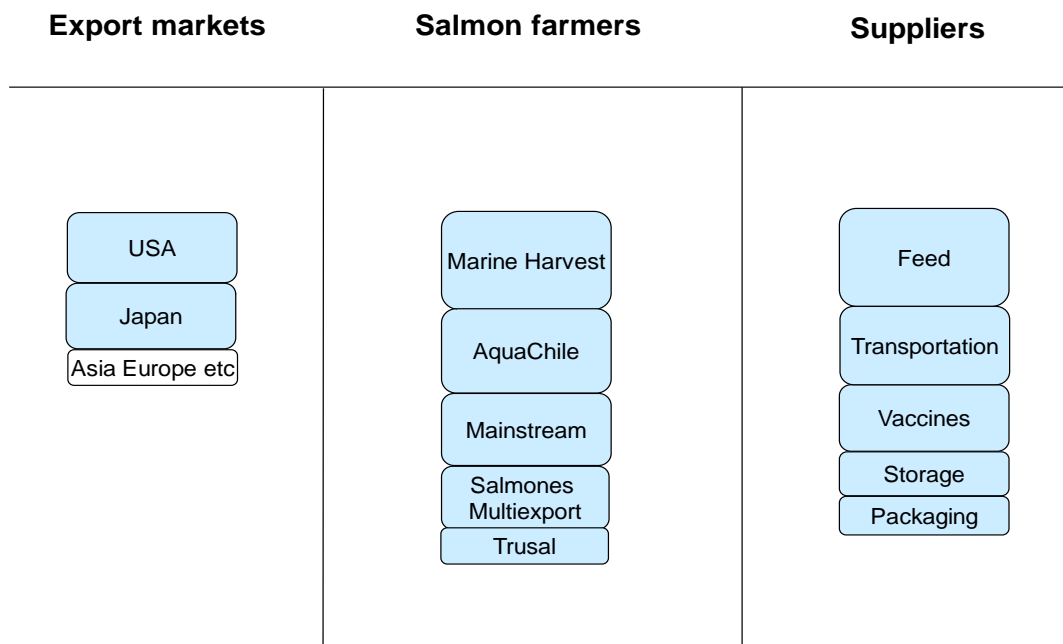 Export markets
Salmon farmers
Suppliers
USA
Japan
Asia Europe etc
Marine Harvest
AquaChile
Mainstream
Salmones
Multiexport
Trusal
Feed
Transportation
Vaccines
Storage
Packaging